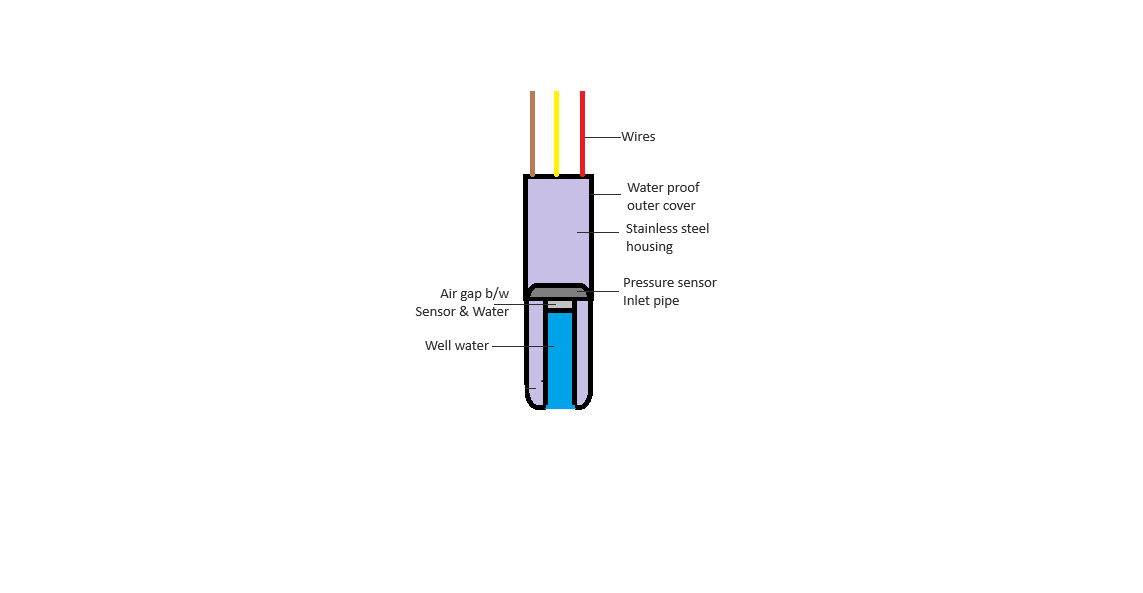 Wires
Water proof
outer cover
Stainless steel
housing
Pressure sensor
Inlet pipe
Air gap b/w
Sensor & Water
Well water